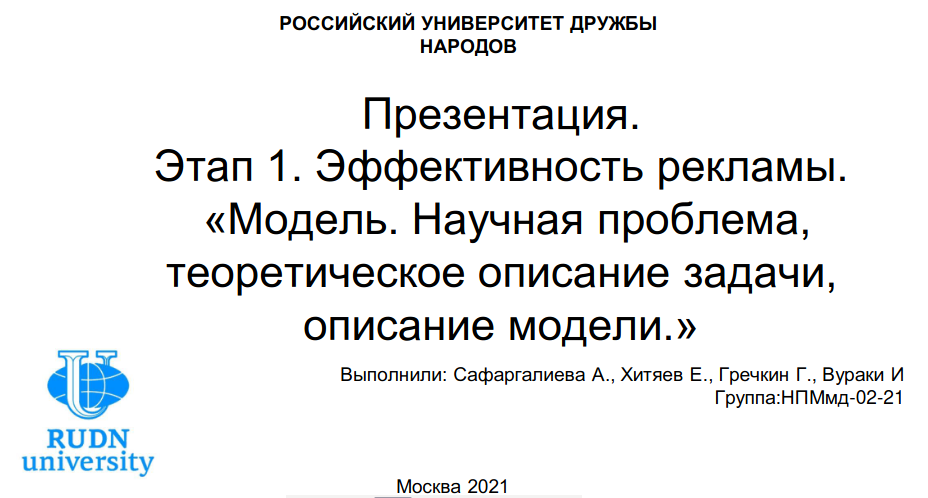 РОССИЙСКИЙ УНИВЕРСИТЕТ ДРУЖБЫ
НАРОДОВ
Презентация.
Этап 1. Эффективность рекламы.
«Модель. Научная проблема,
теоретическое описание задачи,
описание модели.»
Выполнили: Сафаргалиева А., Хитяев Е., Гречкин Г., Вураки И
Группа:НПМмд-02-21
RUDN
university
Москва 2021